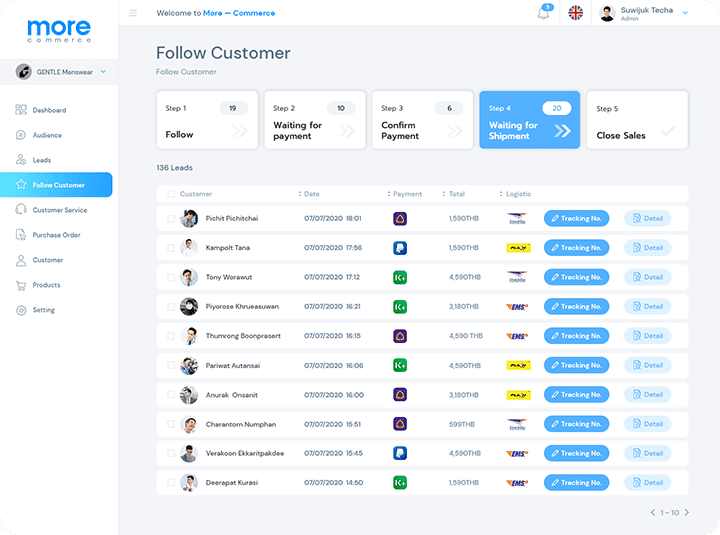 more
commerce
Welcome to More — Commerce
3
Suwijuk Techa
Admin
GENTLE Menswear
Dashboard
Audience
Leads
Follow Customer
Customer Service
Purchase Order
Customer
Products
Setting
Follow Customer
Follow Customer
Step 1 19
Follow
Step 2 10
Waiting for
payment
Step 3 6
Confirm
Payment
Step 4 20
Waiting for
Shipment
Step 5
Close Sales
136 Leads
Customer Date Payment Total Logistic
Pichit Pichitchai 07/07/2020 18:01 1,590THB Tracking No. Detail
Kampolt Tana 07/07/2020 17:56 1,590THB Tracking No. Detail
Tony Worawut 07/07/2020 17:12 K+ 4,590THB Tracking No. Detail
Piyorose Khrueasuwan 07/07/2020 16:21 K+ 3,180THB EMS Tracking No. Detail
Thumrong Boonprasert 07/07/2020 16:15 4,590 THB EMS Tracking No. Detail
Pariwat Autansai 07/07/2020 16:06 K+ 4,590THB Tracking No. Detail
Anurak Onsanit 07/07/2020 16:00 3,180THB Tracking No. Detail
Charantorn Numphan 07/07/2020 15:51 599THB Tracking No. Detail
Verakoon Ekkaritpakdee 07/07/2020 15:45 4,590THB EMS Tracking No. Detail
Deerapat Kurasi 07/07/2020 14:50 K+ 1,590THB EMS Tracking No. Detail
1 - 10